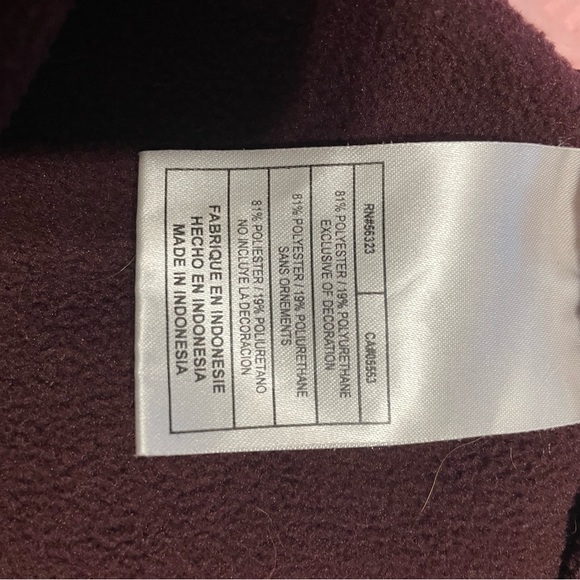 RN#56323 CA#05553
81% POLYESTER / 19% POLYURETHANE
EXCLUSIVE OF DECORATION
81% POLYESTER / 19% POLIURETHANE
SANS ORNEMENTS
81% POLIESTER / 19% POLIURETANO
NO INCLUYE LA DECORACION
FABRIQUE EN INDONESIE
HECHO EN INDONESIA
MADE IN INDONESIA